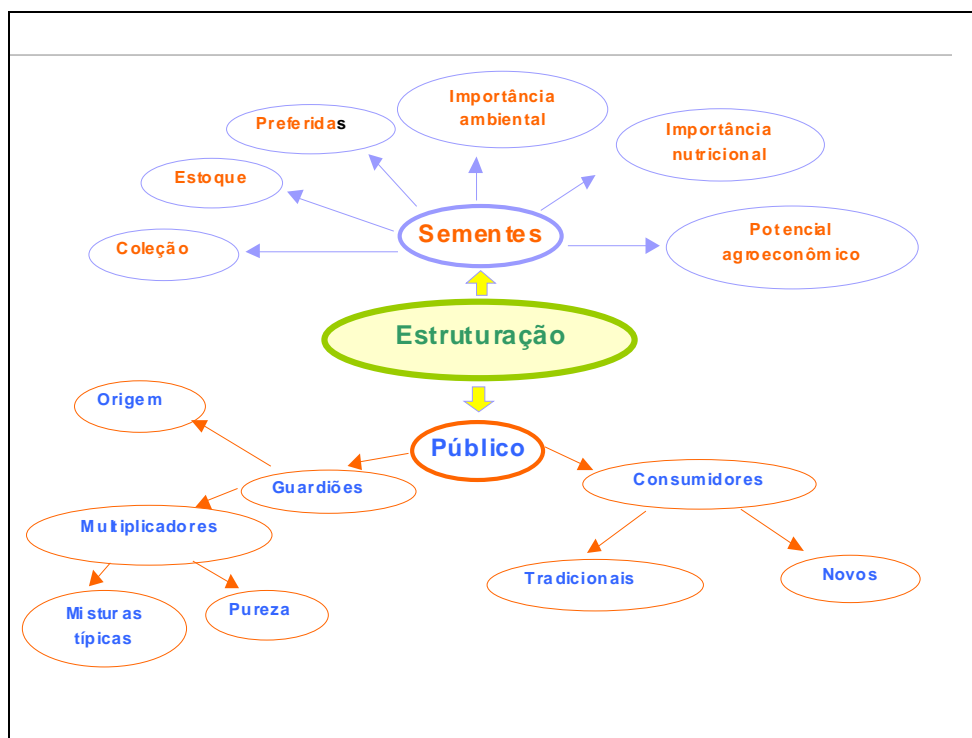 Importância
ambiental
Preferidas
Importância
nutricional
Estoque
Sementes
Coleção
Potencial
agroeconômico
Estruturação
Origem
Público
Guardiões
Consumidores
Multiplicadores
Tradicionais
Novos
Misturas
típicas
Pureza